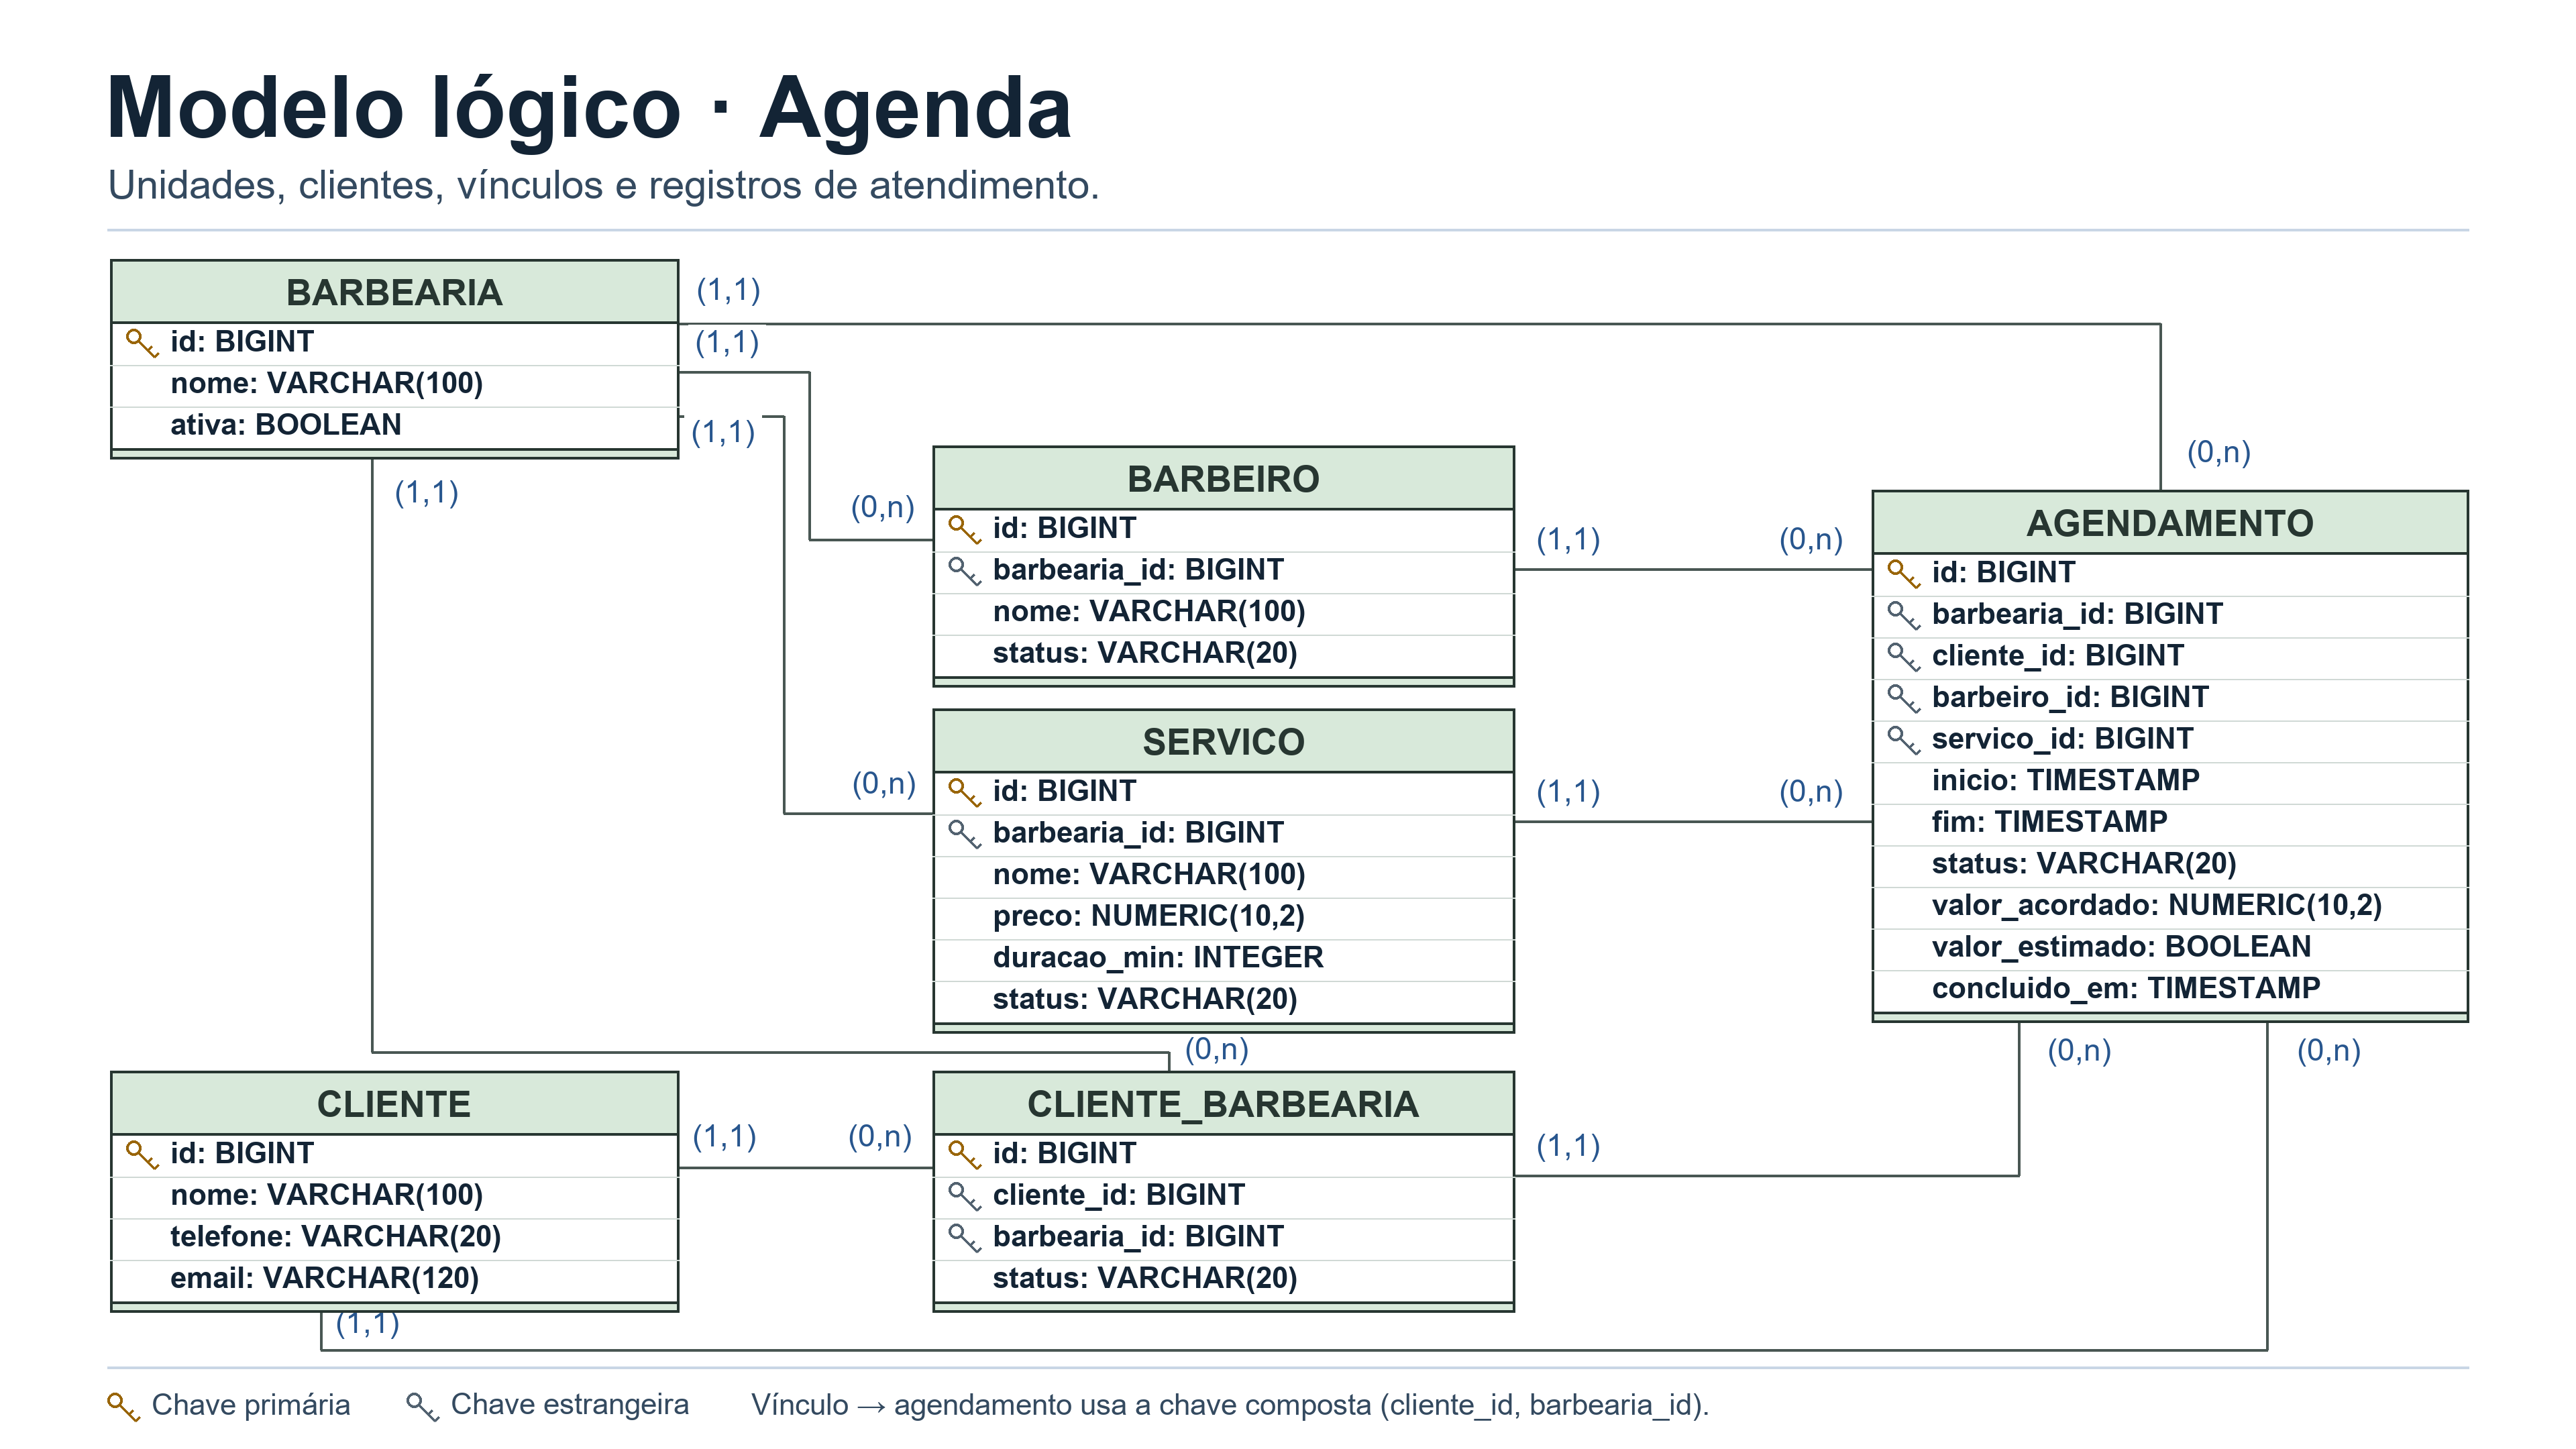 Modelo lógico · Agenda
Unidades, clientes, vínculos e registros de atendimento.
BARBEARIA
id: BIGINT
nome: VARCHAR(100)
ativa: BOOLEAN
(1,1)
(1,1)
(1,1)
(1,1)
(0,n)
(0,n)
BARBEIRO
id: BIGINT
barbearia_id: BIGINT
nome: VARCHAR(100)
status: VARCHAR(20)
(1,1)
(0,n)
SERVICO
id: BIGINT
barbearia_id: BIGINT
nome: VARCHAR(100)
preco: NUMERIC(10,2)
duracao_min: INTEGER
status: VARCHAR(20)
(1,1)
(0,n)
(0,n)
AGENDAMENTO
id: BIGINT
barbearia_id: BIGINT
cliente_id: BIGINT
barbeiro_id: BIGINT
servico_id: BIGINT
inicio: TIMESTAMP
fim: TIMESTAMP
status: VARCHAR(20)
valor_acordado: NUMERIC(10,2)
valor_estimado: BOOLEAN
concluido_em: TIMESTAMP
(0,n)
(0,n)
(0,n)
CLIENTE
id: BIGINT
nome: VARCHAR(100)
telefone: VARCHAR(20)
email: VARCHAR(120)
(1,1)
(1,1)
(0,n)
CLIENTE_BARBEARIA
id: BIGINT
cliente_id: BIGINT
barbearia_id: BIGINT
status: VARCHAR(20)
(1,1)
Chave primária
Chave estrangeira
Vínculo → agendamento usa a chave composta (cliente_id, barbearia_id).